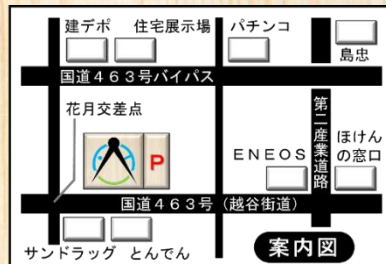 建デポ
住宅展示場
パチンコ
島忠
国道４６３号バイパス
花月交差点
P
第二産業道路
ＥＮＥＯＳ
ほけん
の窓口
国道４６３号（越谷街道）
サンドラッグ
とんでん
案内図